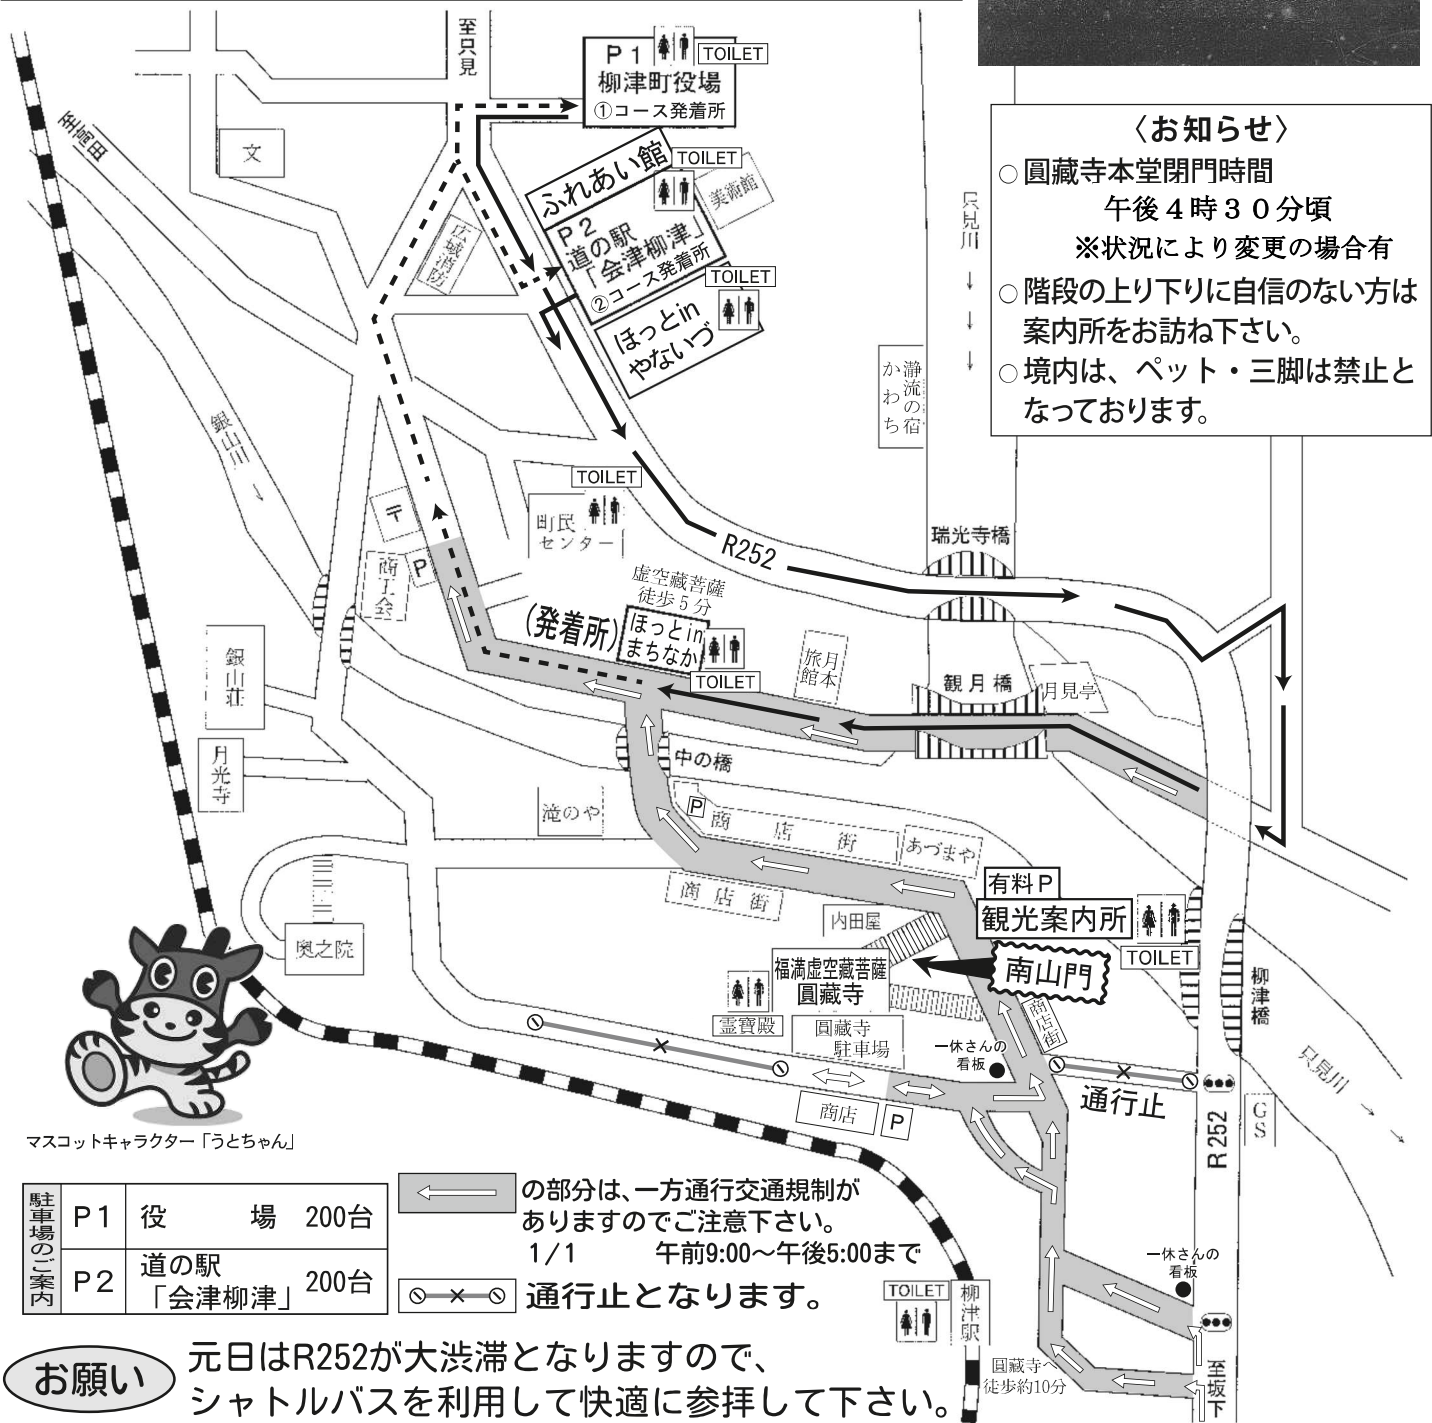 至只見
P1
TOILET
柳津町役場
①コース発着所
至高田
文
ふれあい館
TOILET
美術館
P2
道の駅
「会津柳津」
②コース発着所
TOILET
ほっとin
やないづ
広域消防
〈お知らせ〉
○圓藏寺本堂閉門時間
午後４時３０分頃
※状況により変更の場合有
○階段の上り下りに自信のない方は
案内所をお訪ね下さい。
○境内は、ペット・三脚は禁止と
なっております。
只見川
瀞流の宿
かわち
銀山川
TOILET
町民
センター
R252
瑞光寺橋
〒
P
商工会
虚空藏菩薩
徒歩５分
(発着所)
ほっとin
まちなか
TOILET
月本
旅館
観月橋
月見亭
銀山荘
月光寺
中の橋
滝のや
P
商店街
あづまや
商店街
有料P
観光案内所
TOILET
内田屋
奥之院
福満虚空藏菩薩
圓藏寺
南山門
柳津橋
霊寶殿
圓藏寺
駐車場
商店街
一休さんの
看板
只見川
通行止
商店
P
R252
GS
マスコットキャラクター「うとちゃん」
駐車場のご案内
P1 役場 200台
P2 道の駅
「会津柳津」 200台
の部分は、一方通行交通規制が
ありますのでご注意下さい。
1/1 午前9:00～午後5:00まで
通行止となります。
一休さんの
看板
TOILET
柳津駅
圓藏寺へ
徒歩約10分
至坂下
お願い
元日はR252が大渋滞となりますので、
シャトルバスを利用して快適に参拝して下さい。